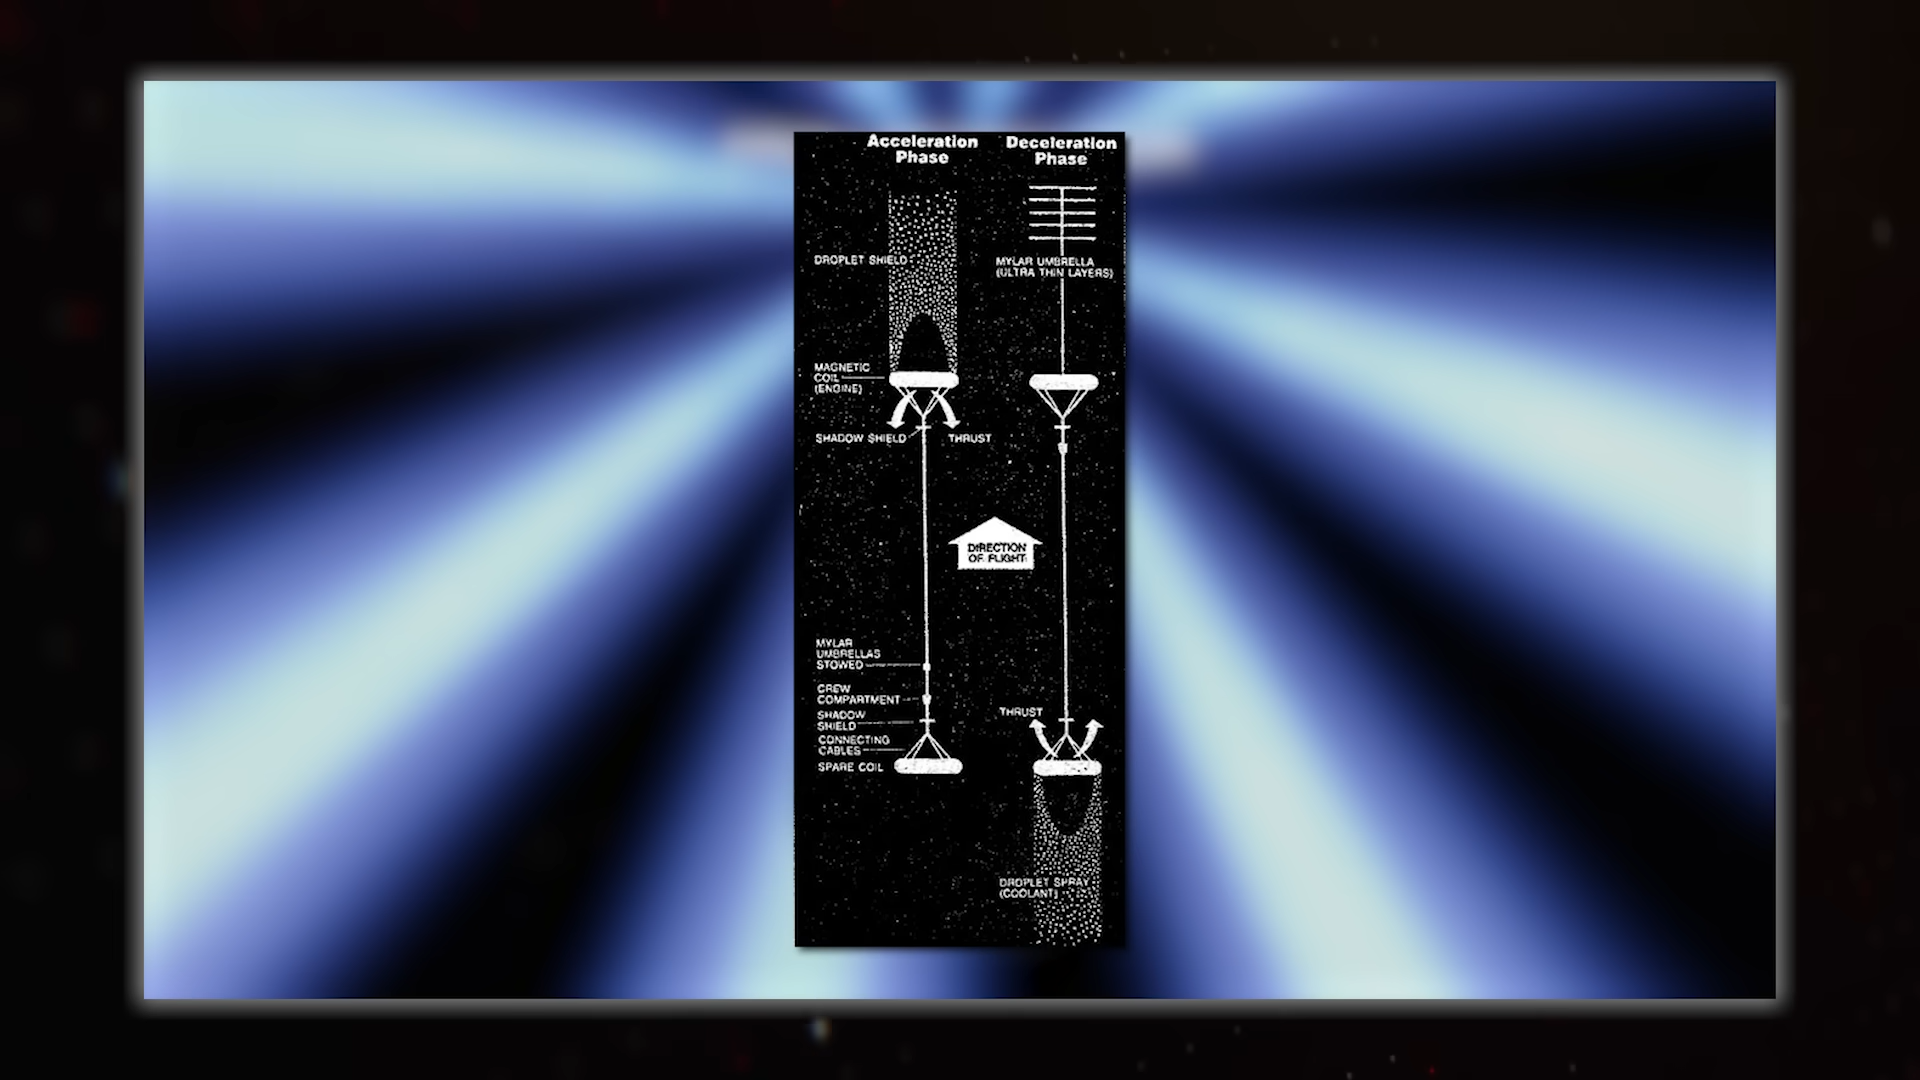 Acceleration
Phase
Deceleration
Phase
DROPLET SHIELD
MYLAR UMBRELLA
(ULTRA THIN LAYERS)
MAGNETIC
COIL
(ENGINE)
SHADOW SHIELD
THRUST
DIRECTION
OF FLIGHT
MYLAR
UMBRELLAS
STOWED
CREW
COMPARTMENT
SHADOW
SHIELD
CONNECTING
CABLES
SPARE COIL
THRUST
DROPLET SPRAY
(COOLANT)